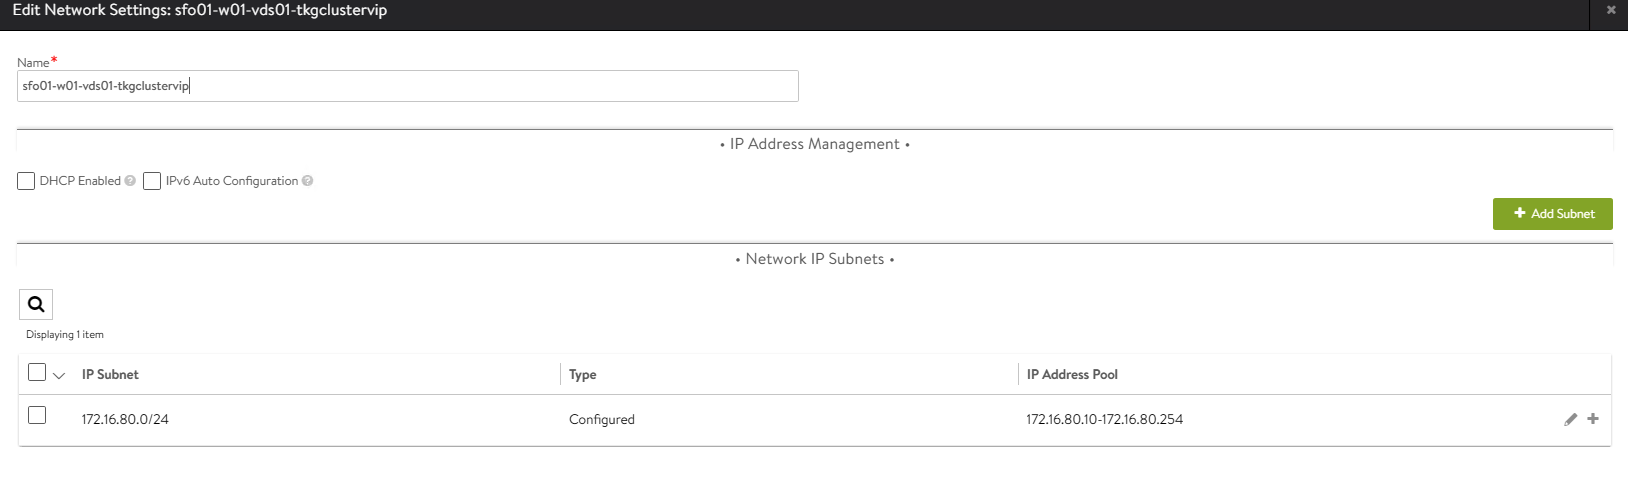 Edit Network Settings: sfo01-w01-vds01-tkgclustervip
Name*
sfo01-w01-vds01-tkgclustervip
• IP Address Management •
DHCP Enabled ? IPv6 Auto Configuration ?
+ Add Subnet
• Network IP Subnets •
Displaying 1 item
IP Subnet Type IP Address Pool
172.16.80.0/24 Configured 172.16.80.10-172.16.80.254